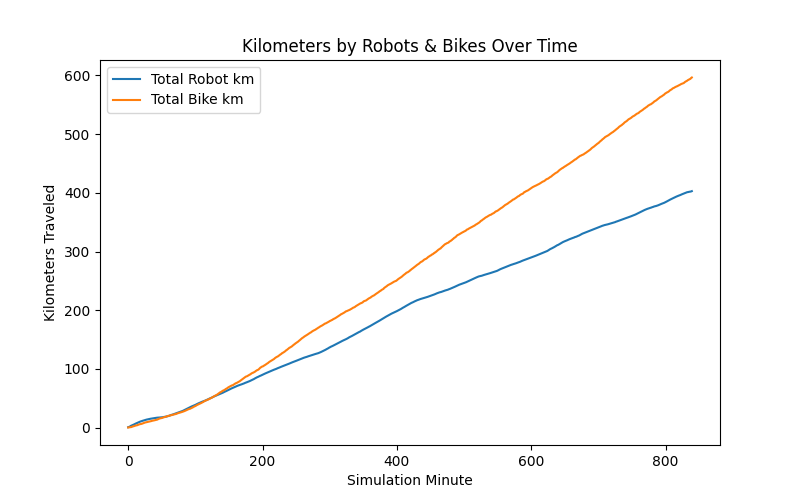 Kilometers by Robots & Bikes Over Time
Total Robot km
Total Bike km
600
500
400
300
200
100
0
Kilometers Traveled
0 200 400 600 800
Simulation Minute